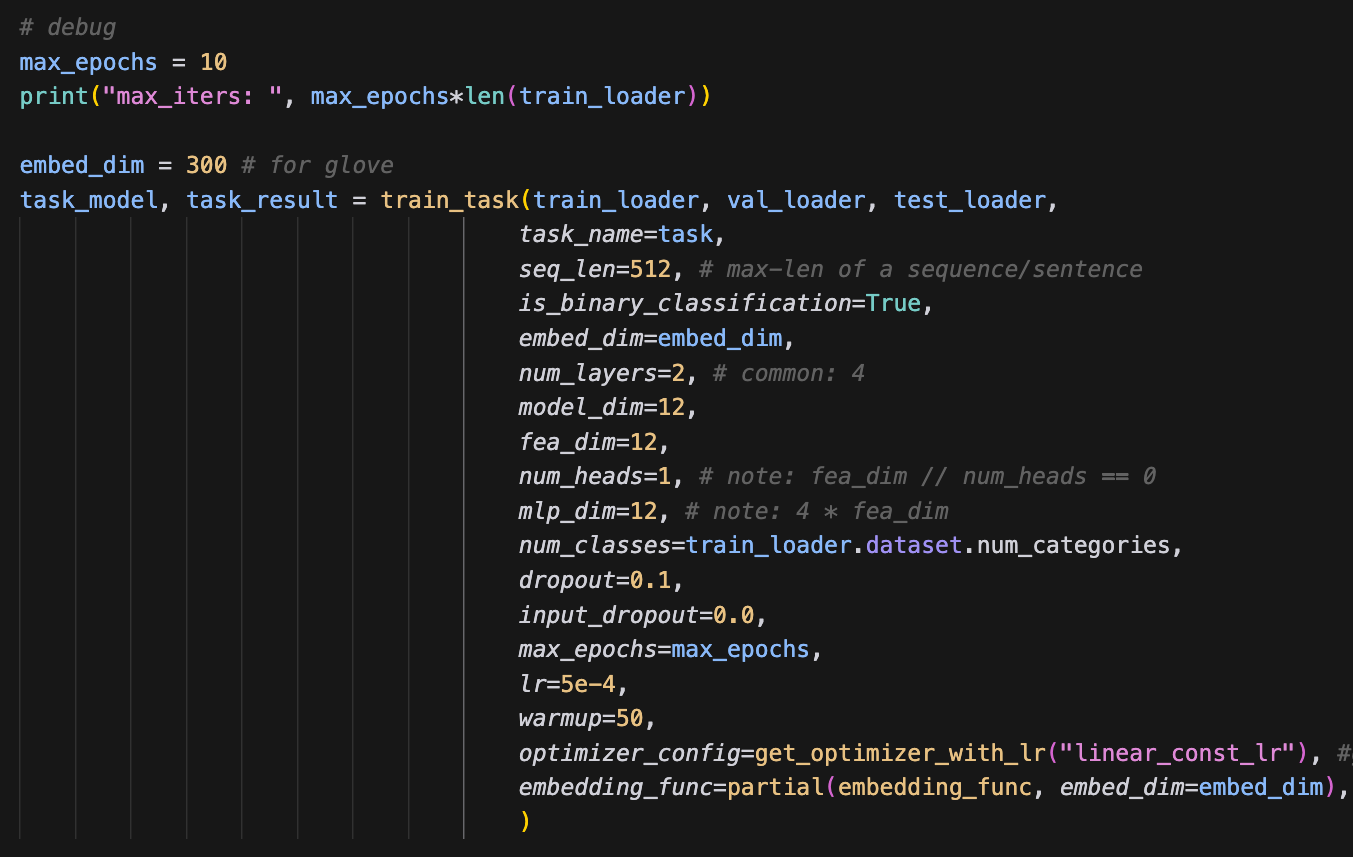 # debug
max_epochs = 10
print("max_iters: ", max_epochs*len(train_loader))
embed_dim = 300 # for glove
task_model, task_result = train_task(train_loader, val_loader, test_loader,
task_name=task,
seq_len=512, # max-len of a sequence/sentence
is_binary_classification=True,
embed_dim=embed_dim,
num_layers=2, # common: 4
model_dim=12,
fea_dim=12,
num_heads=1, # note: fea_dim // num_heads == 0
mlp_dim=12, # note: 4 * fea_dim
num_classes=train_loader.dataset.num_categories,
dropout=0.1,
input_dropout=0.0,
max_epochs=max_epochs,
lr=5e-4,
warmup=50,
optimizer_config=get_optimizer_with_lr("linear_const_lr"), #
embedding_func=partial(embedding_func, embed_dim=embed_dim),
)